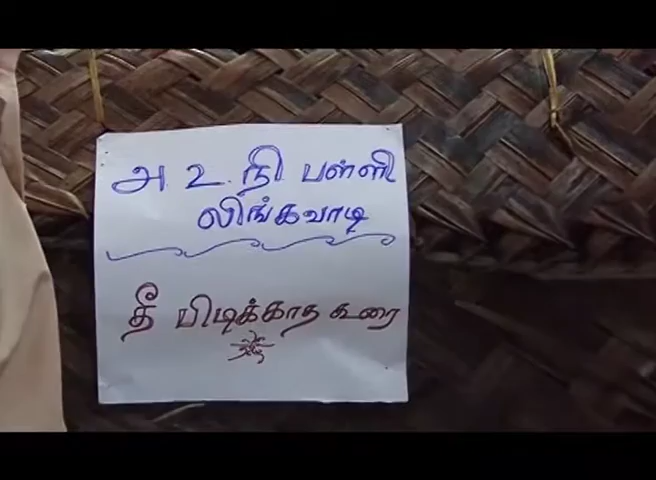 அ உ நி பள்ளி
லிங்கவாடி
தீ பிடிக்காத கூரை